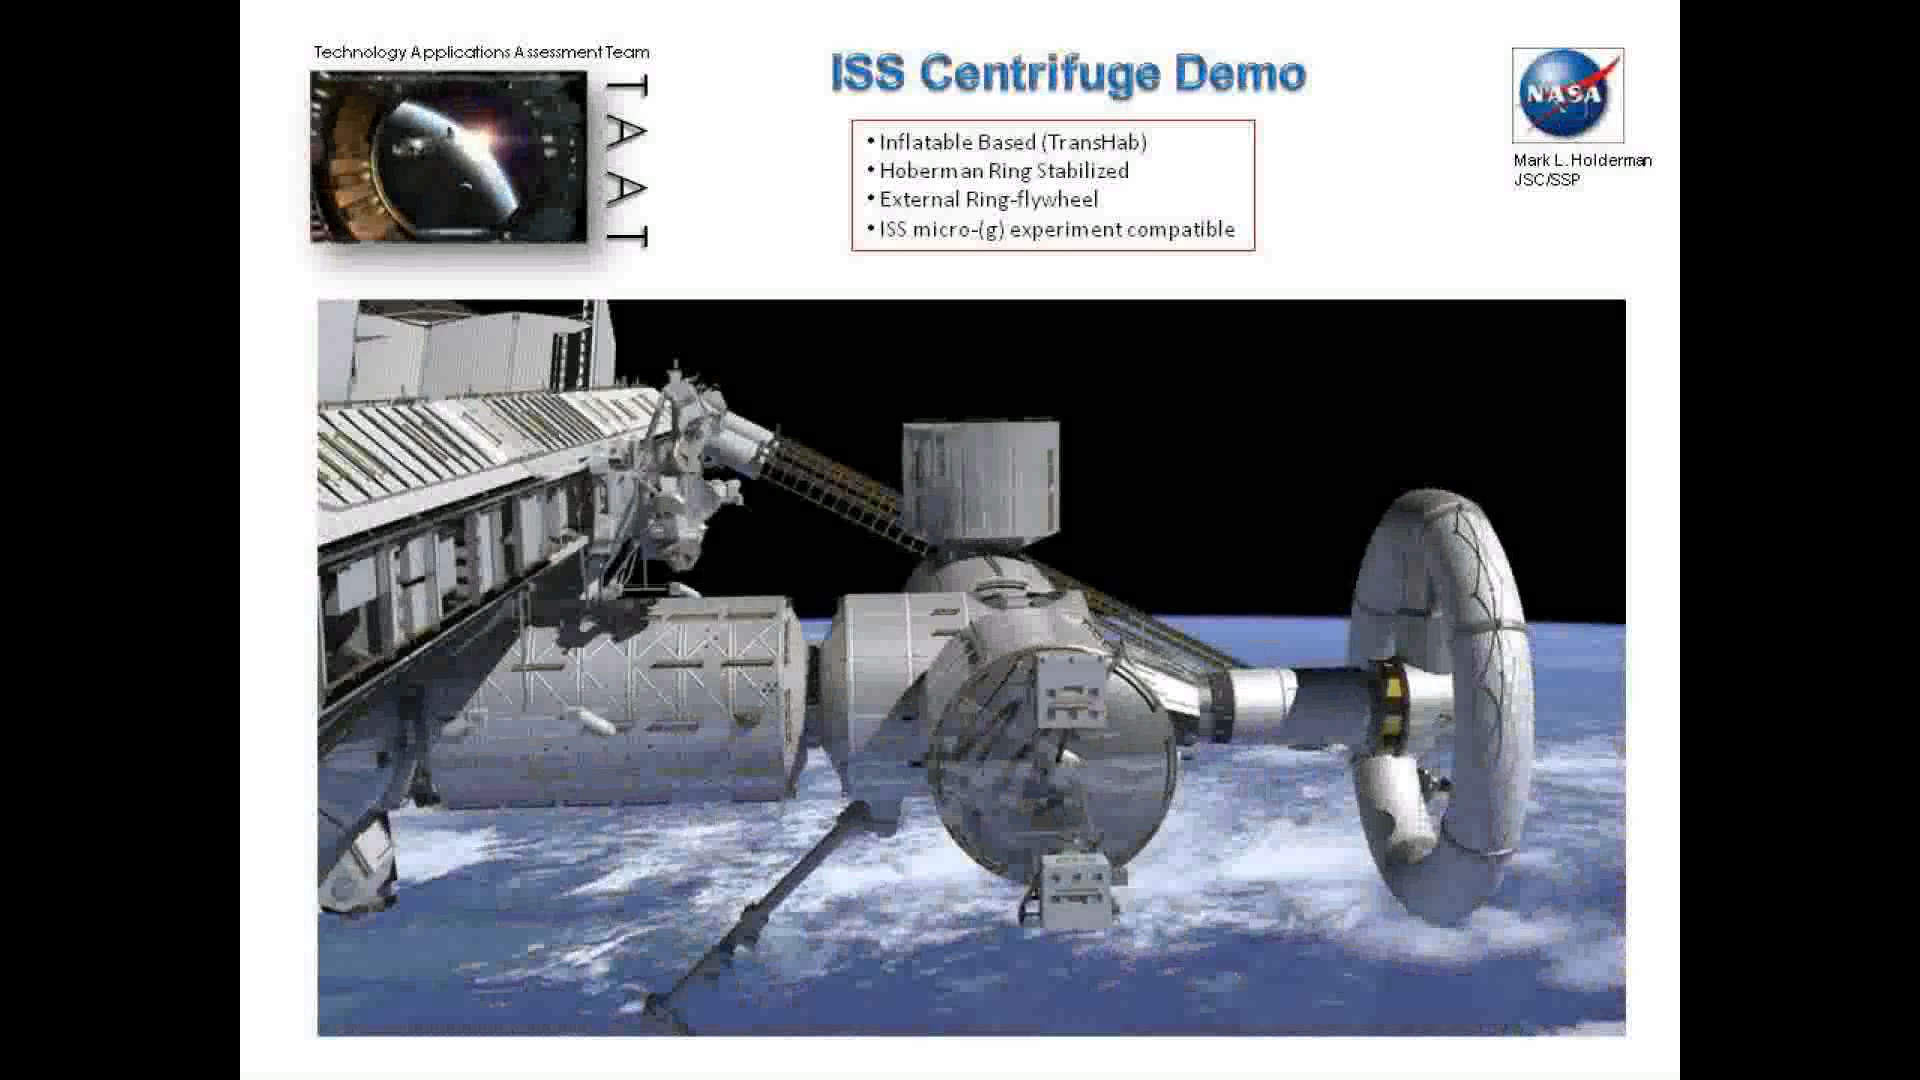 Technology Applications Assessment Team
TAAT
ISS Centrifuge Demo
• Inflatable Based (TransHab)
• Hoberman Ring Stabilized
• External Ring-flywheel
• ISS micro-(g) experiment compatible
NASA
Mark L. Holderman
JSC/SSP